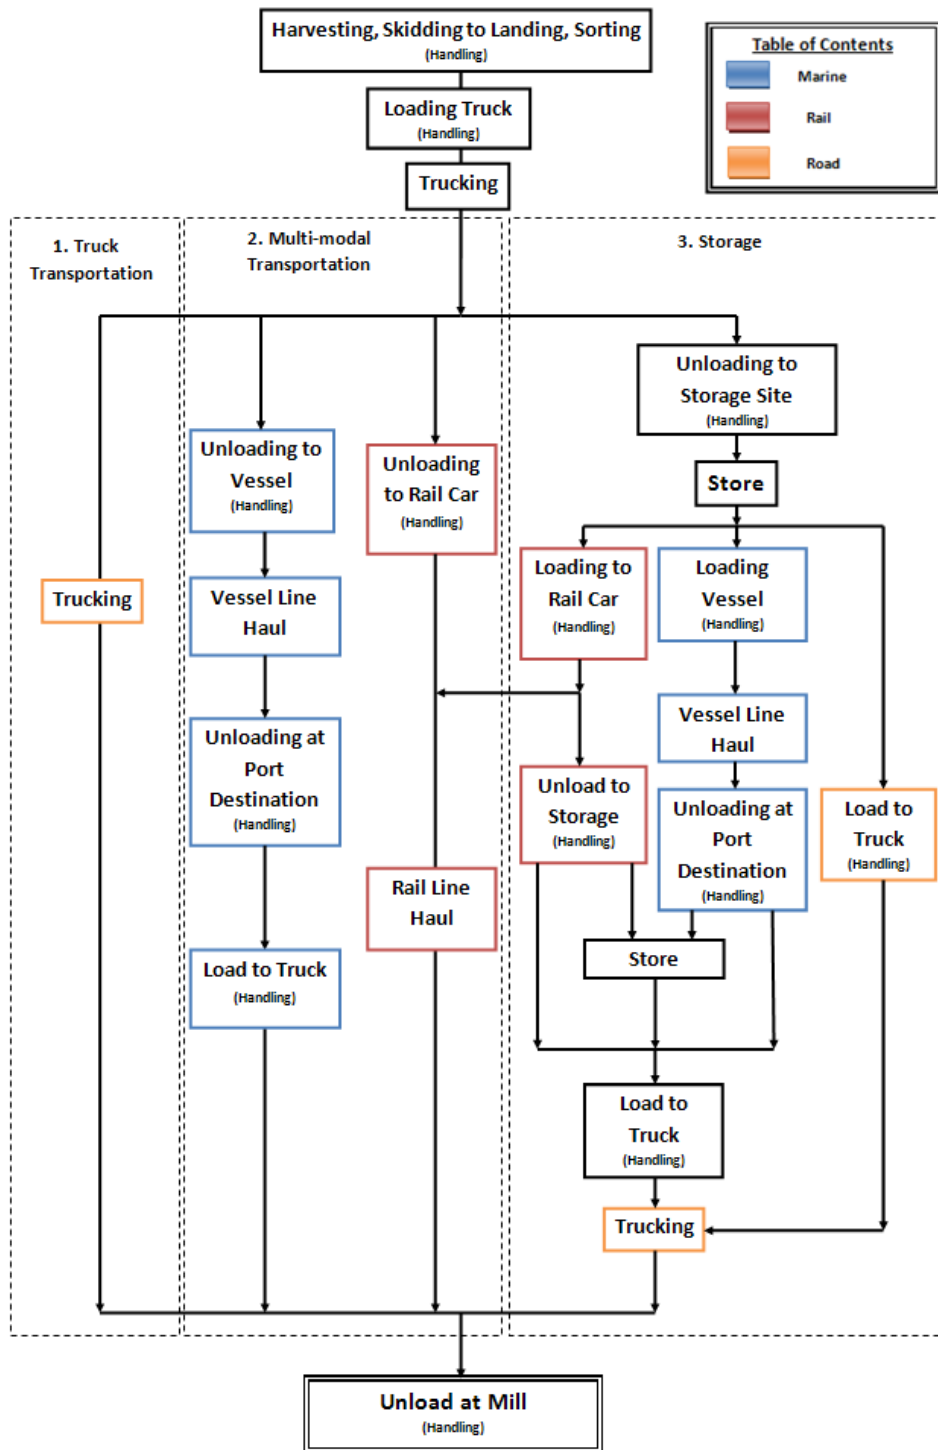 Harvesting, Skidding to Landing, Sorting
(Handling)
Table of Contents
Marine
Rail
Road
Loading Truck
(Handling)
Trucking
1. Truck
Transportation
2. Multi-modal
Transportation
3. Storage
Unloading to
Storage Site
(Handling)
Store
Unloading to
Vessel
(Handling)
Unloading
to Rail Car
(Handling)
Loading to
Rail Car
(Handling)
Loading
Vessel
(Handling)
Trucking
Vessel Line
Haul
Vessel Line
Haul
Unloading at
Port
Destination
(Handling)
Unload to
Storage
(Handling)
Unloading at
Port
Destination
(Handling)
Load to
Truck
(Handling)
Rail Line
Haul
Store
Load to Truck
(Handling)
Load to
Truck
(Handling)
Trucking
Unload at Mill
(Handling)